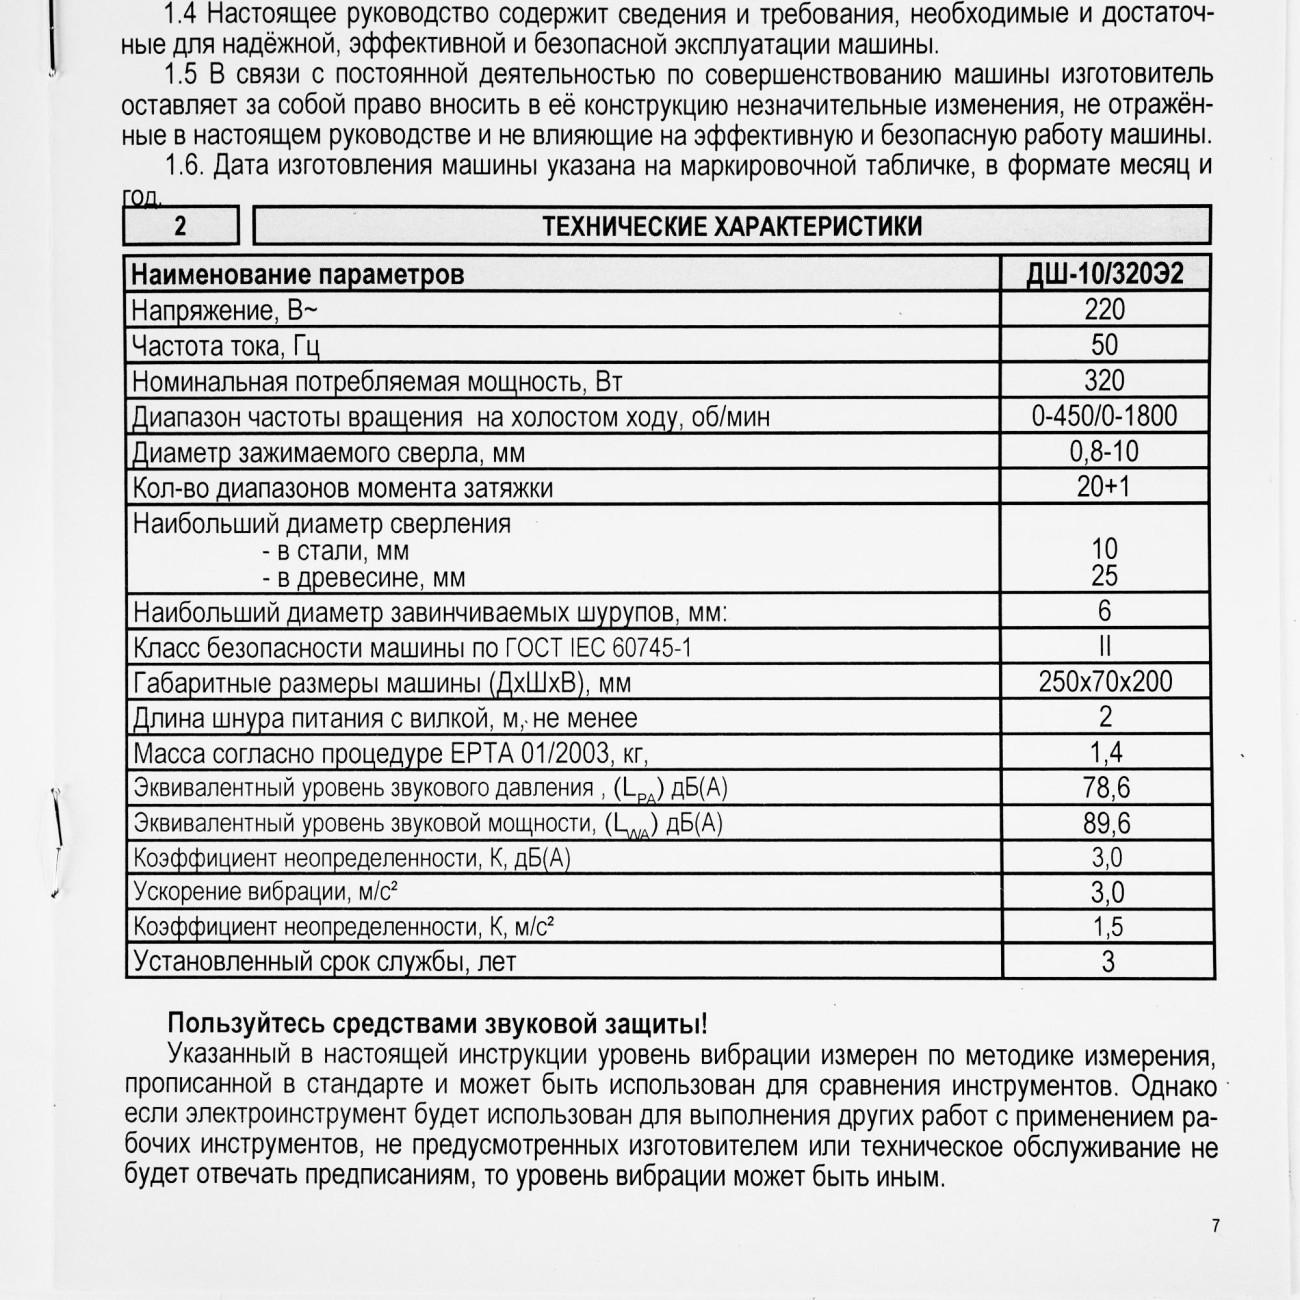 1.4 Настоящее руководство содержит сведения и требования, необходимые и достаточ-
ные для надёжной, эффективной и безопасной эксплуатации машины.
1.5 В связи с постоянной деятельностью по совершенствованию машины изготовитель
оставляет за собой право вносить в её конструкцию незначительные изменения, не отражён-
ные в настоящем руководстве и не влияющие на эффективную и безопасную работу машины.
1.6. Дата изготовления машины указана на маркировочной табличке, в формате месяц и
год.
2 ТЕХНИЧЕСКИЕ ХАРАКТЕРИСТИКИ
Наименование параметров ДШ-10/320Э2
Напряжение, В~ 220
Частота тока, Гц 50
Номинальная потребляемая мощность, Вт 320
Диапазон частоты вращения на холостом ходу, об/мин 0-450/0-1800
Диаметр зажимаемого сверла, мм 0,8-10
Кол-во диапазонов момента затяжки 20+1
Наибольший диаметр сверления
- в стали, мм 10
- в древесине, мм 25
Наибольший диаметр завинчиваемых шурупов, мм: 6
Класс безопасности машины по ГОСТ IEC 60745-1 II
Габаритные размеры машины (ДхШхВ), мм 250х70х200
Длина шнура питания с вилкой, м, не менее 2
Масса согласно процедуре ЕРТА 01/2003, кг, 1,4
Эквивалентный уровень звукового давления , (LPA) дБ(А) 78,6
Эквивалентный уровень звуковой мощности, (LWA) дБ(А) 89,6
Коэффициент неопределенности, К, дБ(А) 3,0
Ускорение вибрации, м/с² 3,0
Коэффициент неопределенности, К, м/с² 1,5
Установленный срок службы, лет 3
Пользуйтесь средствами звуковой защиты!
Указанный в настоящей инструкции уровень вибрации измерен по методике измерения,
прописанной в стандарте и может быть использован для сравнения инструментов. Однако
если электроинструмент будет использован для выполнения других работ с применением ра-
бочих инструментов, не предусмотренных изготовителем или техническое обслуживание не
будет отвечать предписаниям, то уровень вибрации может быть иным.
7